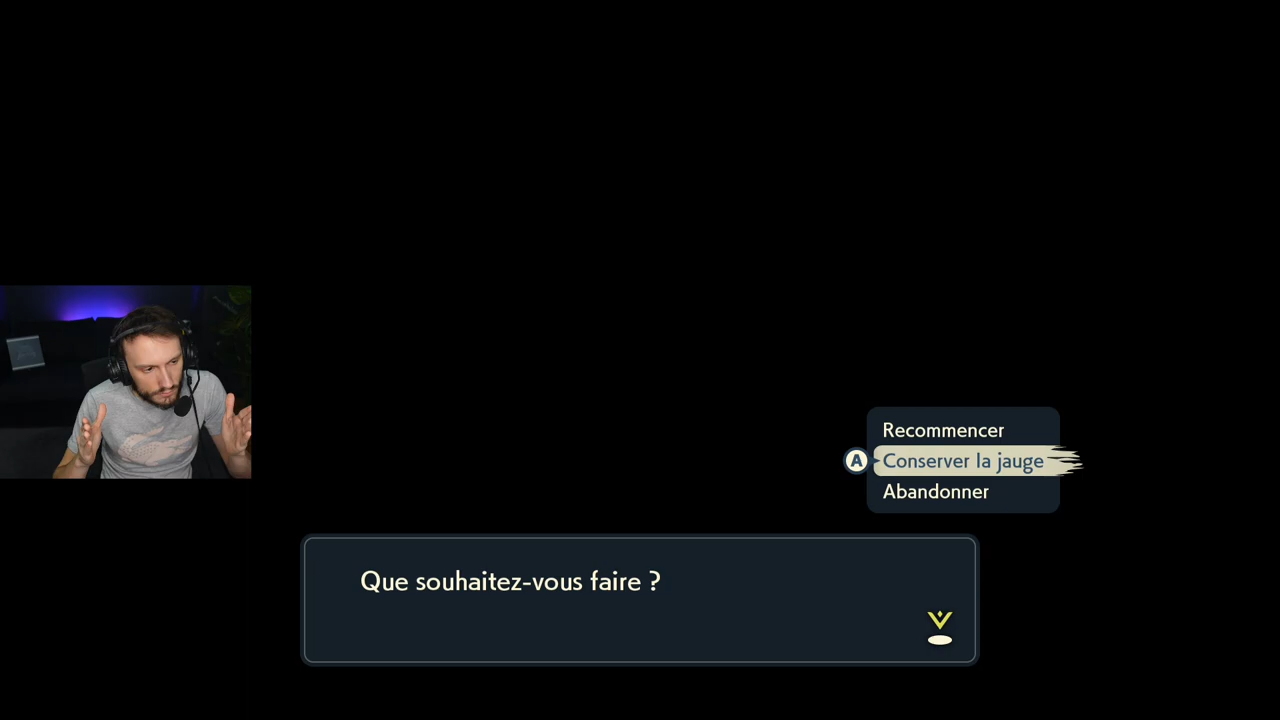 Recommencer
A Conserver la jauge
Abandonner
Que souhaitez-vous faire ?